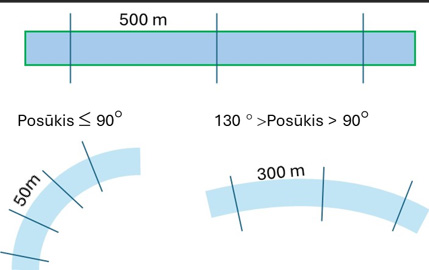 500 m
Posūkis ≤ 90°
130 ° >Posūkis > 90°
50m
300 m